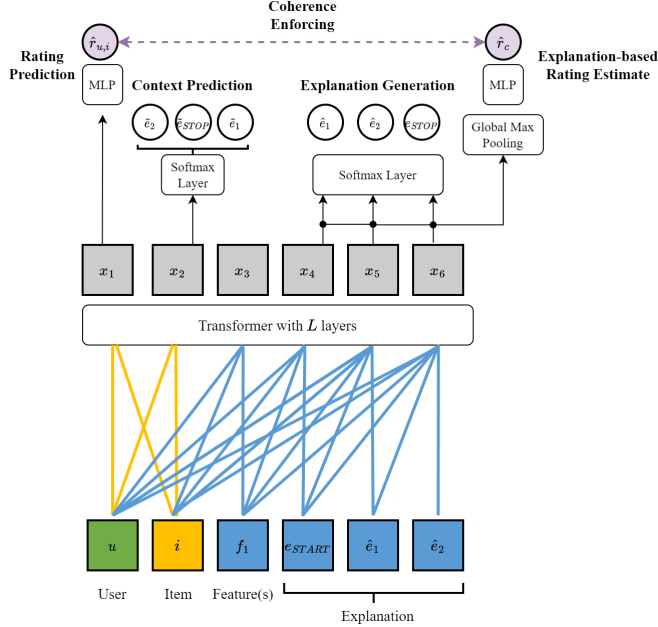 Coherence
Enforcing
r̂u,i
r̂c
Rating
Prediction
Explanation-based
Rating Estimate
MLP
MLP
Context Prediction
Explanation Generation
ẽ2
ẽSTOP
ẽ1
ê1
ê2
eSTOP
Global Max
Pooling
Softmax
Layer
Softmax Layer
x1
x2
x3
x4
x5
x6
Transformer with L layers
u
i
f1
eSTART
ê1
ê2
User
Item
Feature(s)
Explanation